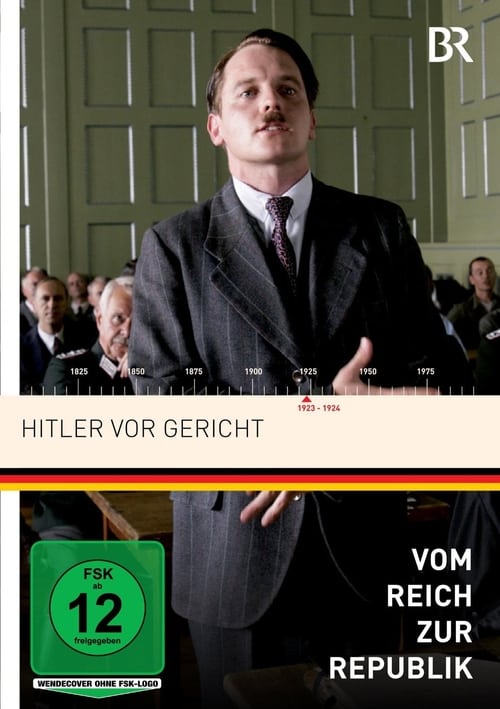 BR
1825 1850 1875 1900 1925 1950 1975
1923 - 1924
HITLER VOR GERICHT
VOM
REICH
ZUR
REPUBLIK
FSK
ab
12
freigegeben
WENDECOVER OHNE FSK-LOGO